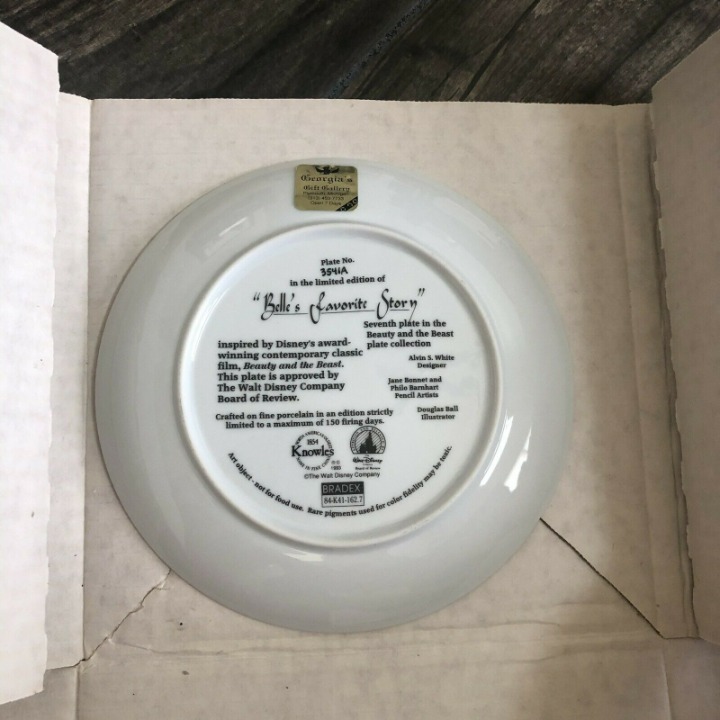 Georgia's
Gift Gallery
Plate No.
3541A
in the limited edition of
"Belle's Favorite Story"
Seventh plate in the
Beauty and the Beast
plate collection
inspired by Disney's award-
winning contemporary classic
film, Beauty and the Beast.
This plate is approved by
The Walt Disney Company
Board of Review.
Alvin S. White
Designer
Jane Bonnet and
Philo Barnhart
Pencil Artists
Douglas Ball
Illustrator
Crafted on fine porcelain in an edition strictly
limited to a maximum of 150 firing days.
1854
Knowles
Walt Disney
©The Walt Disney Company
BRADEX
84-K41-162.7
Art object - not for food use. Rare pigments used for color fidelity may be toxic.